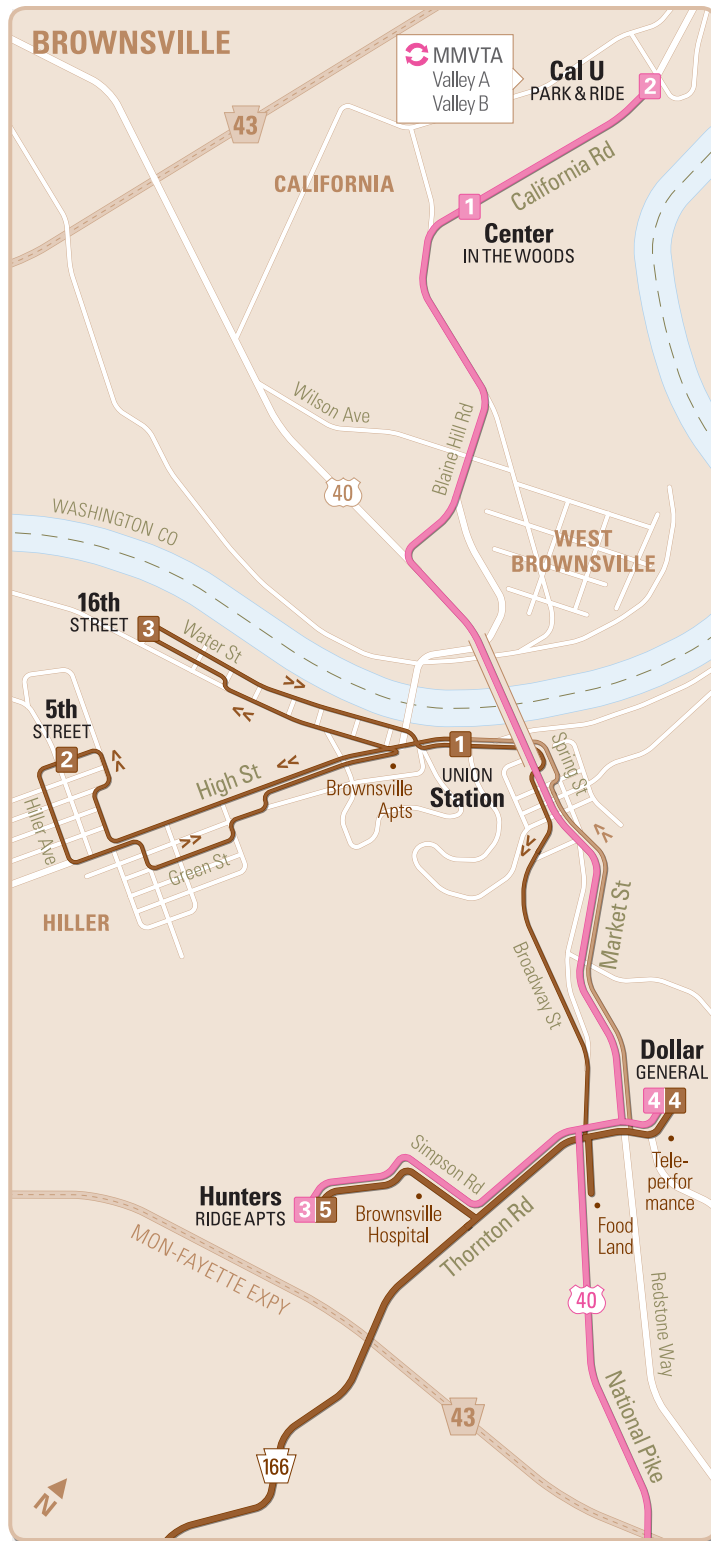 BROWNSVILLE
MMVTA
Valley A
Valley B
Cal U
PARK & RIDE
2
43
CALIFORNIA
California Rd
1
Center
IN THE WOODS
Wilson Ave
Blaine Hill Rd
40
WASHINGTON CO
WEST
BROWNSVILLE
16th
STREET
3
Water St
>>
<<
5th
STREET
2
<<
High St
<<
1
UNION
Station
Spring St
Brownsville
Apts
Hiller Ave
>>
Green St
<<
<<
HILLER
Market St
Broadway St
Dollar
GENERAL
4 4
Tele-
perfor
mance
Simpson Rd
Hunters
RIDGE APTS
3 5
Brownsville
Hospital
Thornton Rd
Food
Land
MON-FAYETTE EXPY
40
Redstone Way
National Pike
43
166
N